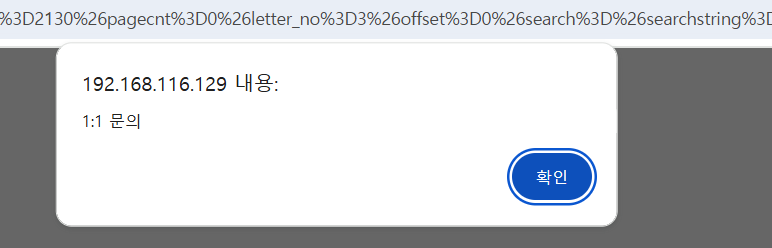 %3D2130%26pagecnt%3D0%26letter_no%3D3%26offset%3D0%26search%3D%26searchstring%3D
192.168.116.129 내용:
1:1 문의
확인